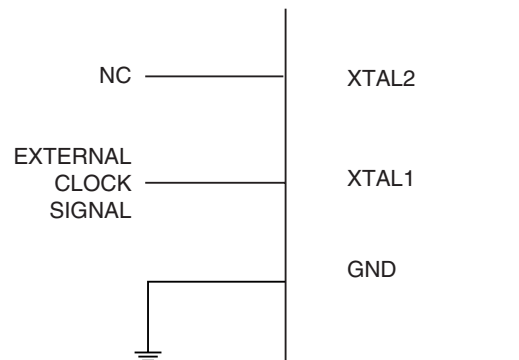 NC
XTAL2
EXTERNAL
CLOCK
SIGNAL
XTAL1
GND